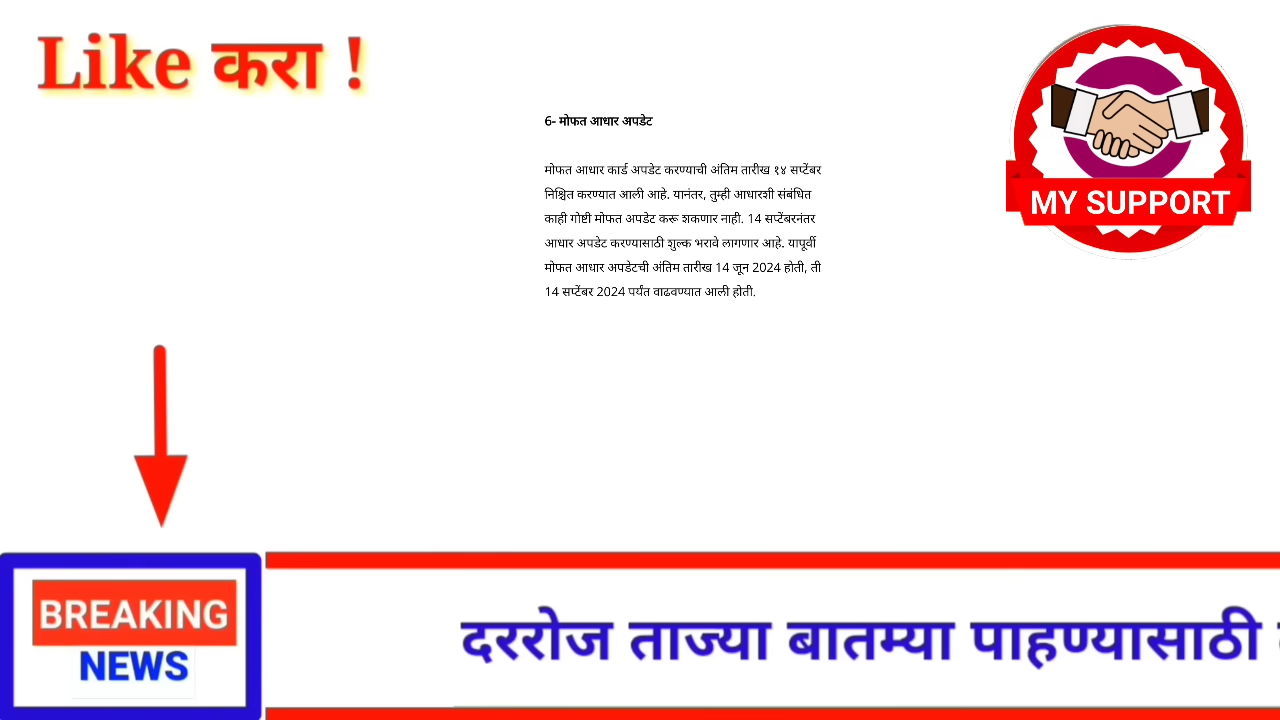 Like करा !
6- मोफत आधार अपडेट
मोफत आधार कार्ड अपडेट करण्याची अंतिम तारीख १४ सप्टेंबर
निश्चित करण्यात आली आहे. यानंतर, तुम्ही आधारशी संबंधित
काही गोष्टी मोफत अपडेट करू शकणार नाही. 14 सप्टेंबरनंतर
आधार अपडेट करण्यासाठी शुल्क भरावे लागणार आहे. यापूर्वी
मोफत आधार अपडेटची अंतिम तारीख 14 जून 2024 होती, ती
14 सप्टेंबर 2024 पर्यंत वाढवण्यात आली होती.
MY SUPPORT
BREAKING
NEWS
दररोज ताज्या बातम्या पाहण्यासाठी